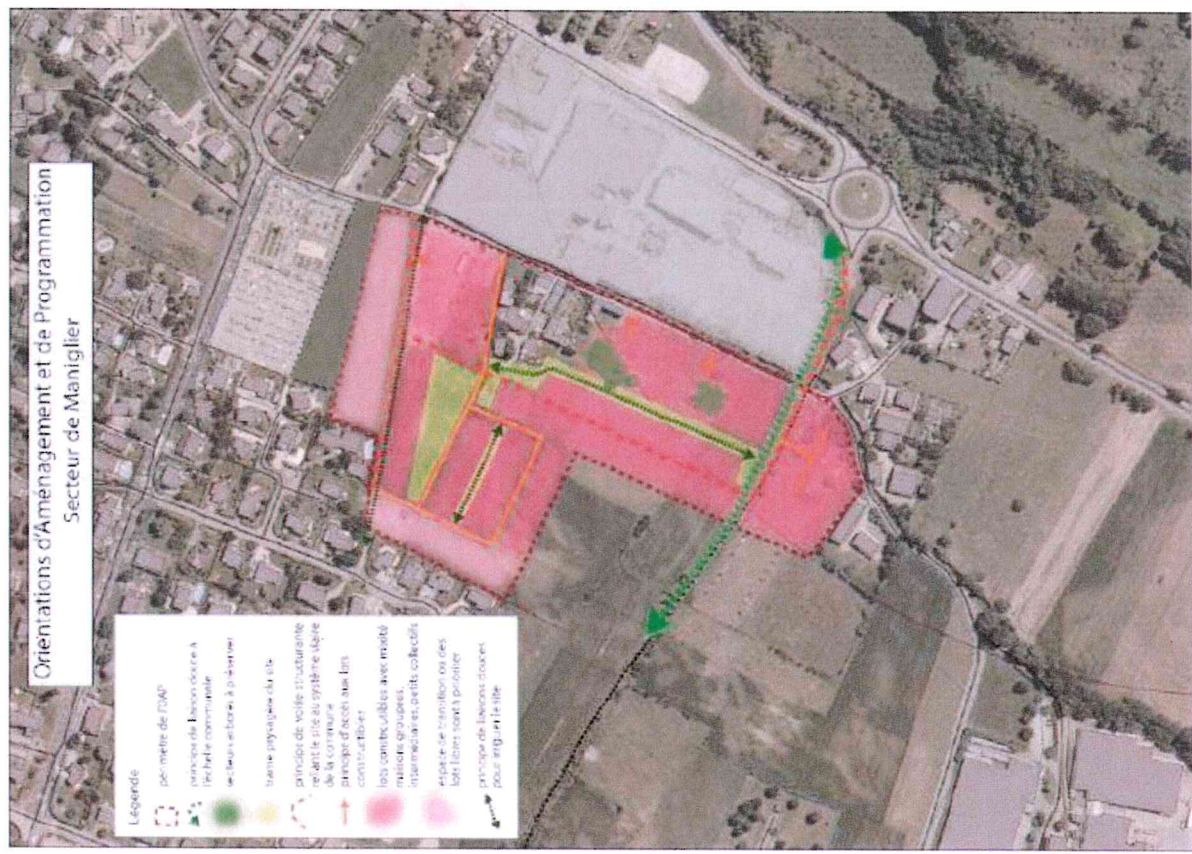 Orientations d'Aménagement et de Programmation
Secteur de Maniglier
Légende
périmètre de l'OAP
principe de liaison douce à
l'échelle communale
secteurs arborés à préserver
trame paysagère du site
principe de voirie structurante
reliant le site au système viaire
de la commune
principe d'accès aux lots
constructibles
lots constructibles avec mixité
maisons groupées,
intermédiaires, petits collectifs
espace de transition où des
lots libres sont à prioriser
principe de liaisons douces
pour irriguer le site